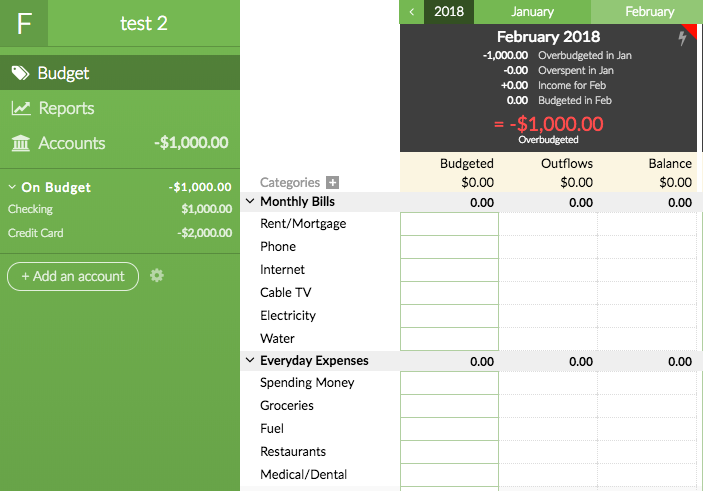 F test 2
Budget
Reports
Accounts -$1,000.00
On Budget -$1,000.00
Checking $1,000.00
Credit Card -$2,000.00
+ Add an account
< 2018 January February
February 2018
-1,000.00 Overbudgeted in Jan
-0.00 Overspent in Jan
+0.00 Income for Feb
0.00 Budgeted in Feb
= -$1,000.00
Overbudgeted
Budgeted Outflows Balance
Categories + $0.00 $0.00 $0.00
Monthly Bills 0.00 0.00 0.00
Rent/Mortgage
Phone
Internet
Cable TV
Electricity
Water
Everyday Expenses 0.00 0.00 0.00
Spending Money
Groceries
Fuel
Restaurants
Medical/Dental